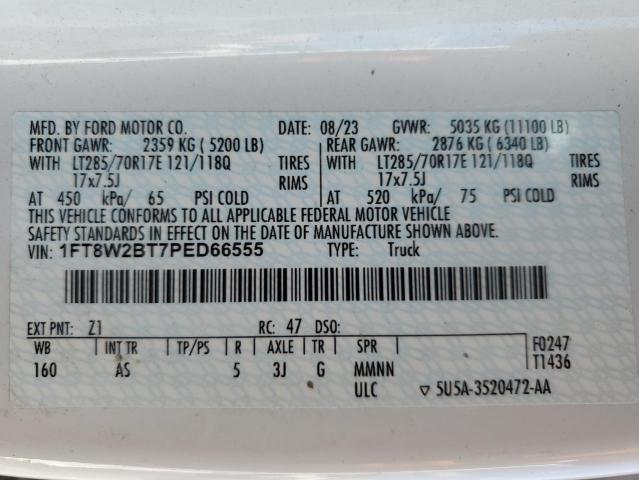 MFD. BY FORD MOTOR CO. DATE: 08/23 GVWR: 5035 KG (11100 LB)
FRONT GAWR: 2359 KG ( 5200 LB) REAR GAWR: 2876 KG ( 6340 LB)
WITH LT285/70R17E 121/118Q TIRES WITH LT285/70R17E 121/118Q TIRES
17x7.5J RIMS 17x7.5J RIMS
AT 450 kPa/ 65 PSI COLD AT 520 kPa/ 75 PSI COLD
THIS VEHICLE CONFORMS TO ALL APPLICABLE FEDERAL MOTOR VEHICLE
SAFETY STANDARDS IN EFFECT ON THE DATE OF MANUFACTURE SHOWN ABOVE.
VIN: 1FT8W2BT7PED66555 TYPE: Truck
EXT PNT: Z1 RC: 47 DSO:
WB INT TR TP/PS R AXLE TR SPR F0247
160 AS 5 3J G MMNN T1436
ULC ▽ 5U5A-3520472-AA